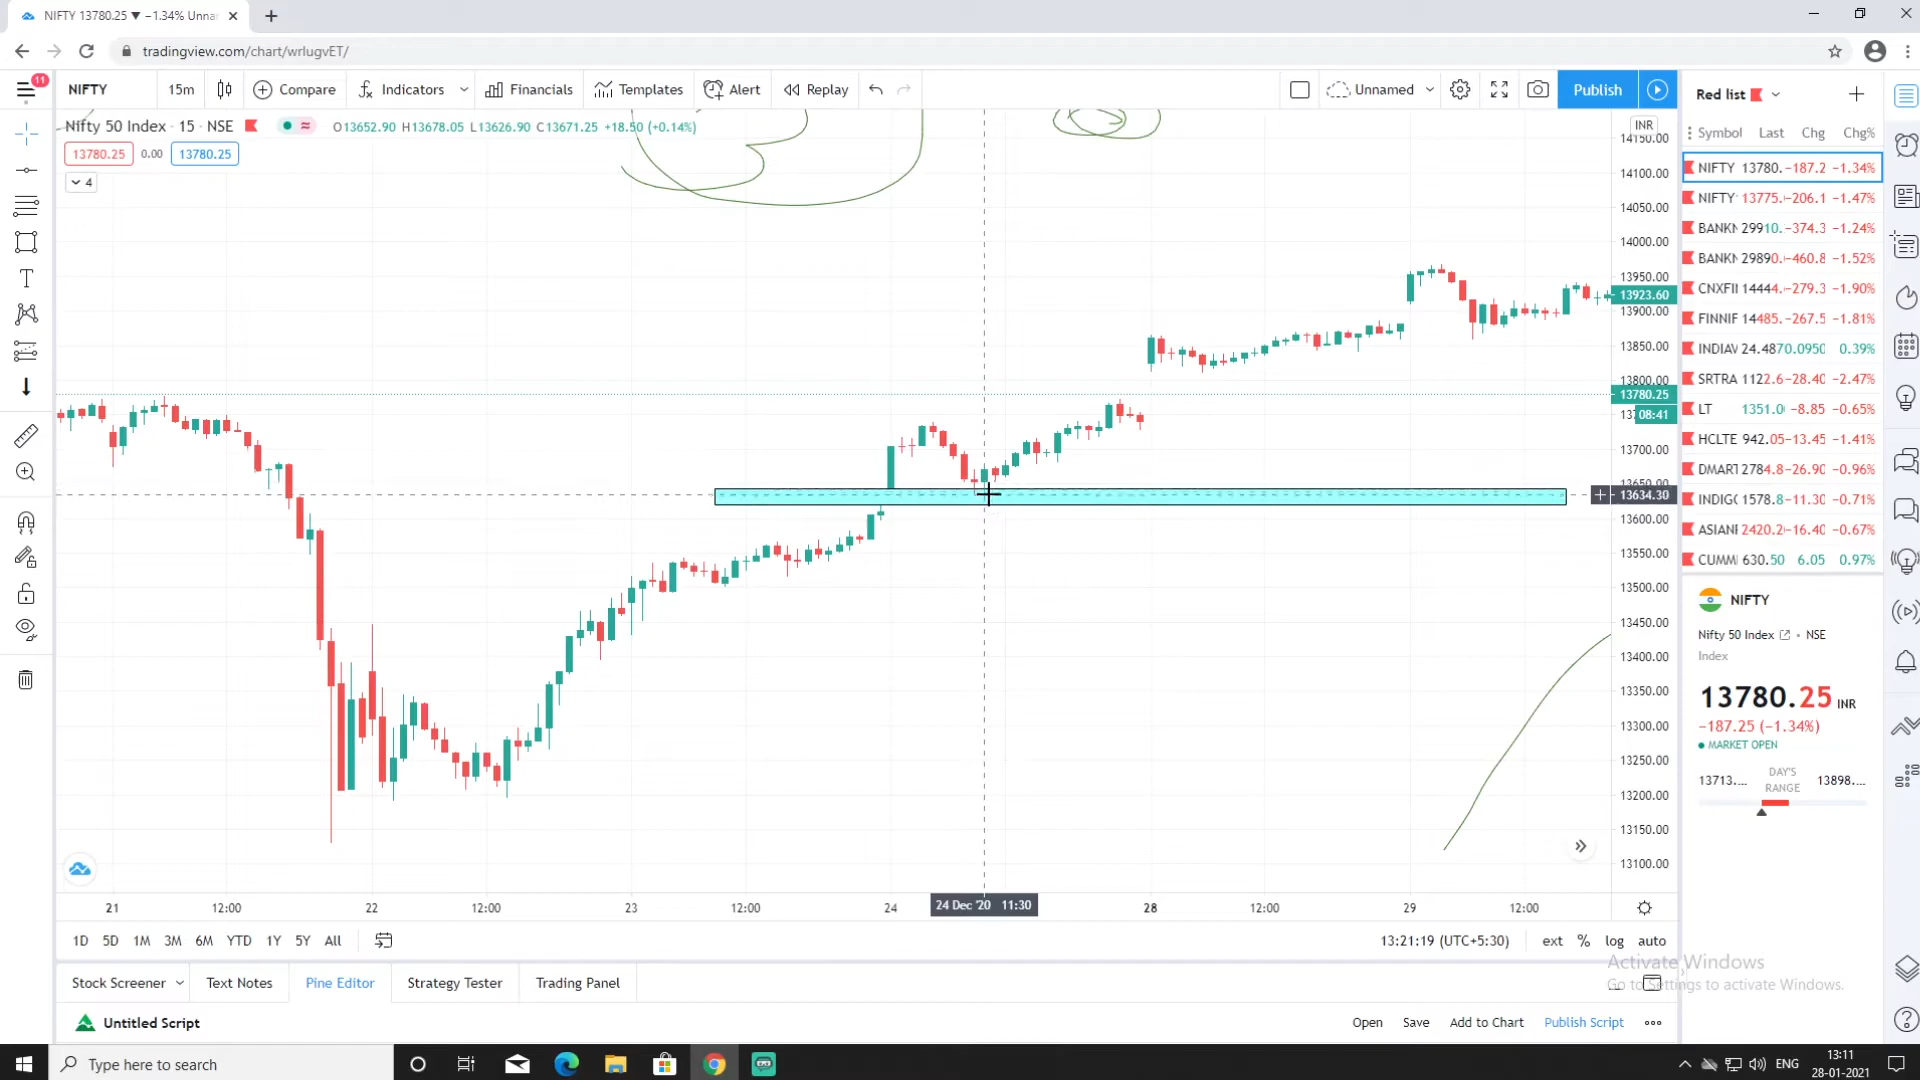 NIFTY 13780.25 ▼ −1.34% Unna
tradingview.com/chart/wrlugvET/
11
NIFTY 15m Compare Indicators Financials Templates Alert Replay Unnamed Publish
Nifty 50 Index · 15 · NSE O13652.90 H13678.05 L13626.90 C13671.25 +18.50 (+0.14%)
13780.25 0.00 13780.25
4
INR
14150.00
14100.00
14050.00
14000.00
13950.00
13923.60
13900.00
13850.00
13800.00
13780.25
08:41
13700.00
13634.30
13600.00
13550.00
13500.00
13450.00
13400.00
13350.00
13300.00
13250.00
13200.00
13150.00
13100.00
21 12:00 22 12:00 23 12:00 24 24 Dec '20 11:30 28 12:00 29 12:00
1D 5D 1M 3M 6M YTD 1Y 5Y All
13:21:19 (UTC+5:30) ext % log auto
Stock Screener Text Notes Pine Editor Strategy Tester Trading Panel
Untitled Script
Open Save Add to Chart Publish Script
Red list
Symbol Last Chg Chg%
NIFTY 13780. −187.2 −1.34%
NIFTY 13775. −206.1 −1.47%
BANKN 29910. −374.3 −1.24%
BANKN 29890. −460.8 −1.52%
CNXFII 14444. −279.3 −1.90%
FINNIF 14485. −267.5 −1.81%
INDIAV 24.487 0.0950 0.39%
SRTRA 1122.6 −28.40 −2.47%
LT 1351.0 −8.85 −0.65%
HCLTE 942.05 −13.45 −1.41%
DMART 2784.8 −26.90 −0.96%
INDIGO 1578.8 −11.30 −0.71%
ASIANI 2420.2 −16.40 −0.67%
CUMMI 630.50 6.05 0.97%
NIFTY
Nifty 50 Index · NSE
Index
13780.25 INR
−187.25 (−1.34%)
MARKET OPEN
13713.... DAY'S RANGE 13898....
Activate Windows
Go to Settings to activate Windows.
Type here to search
ENG
13:11
28-01-2021